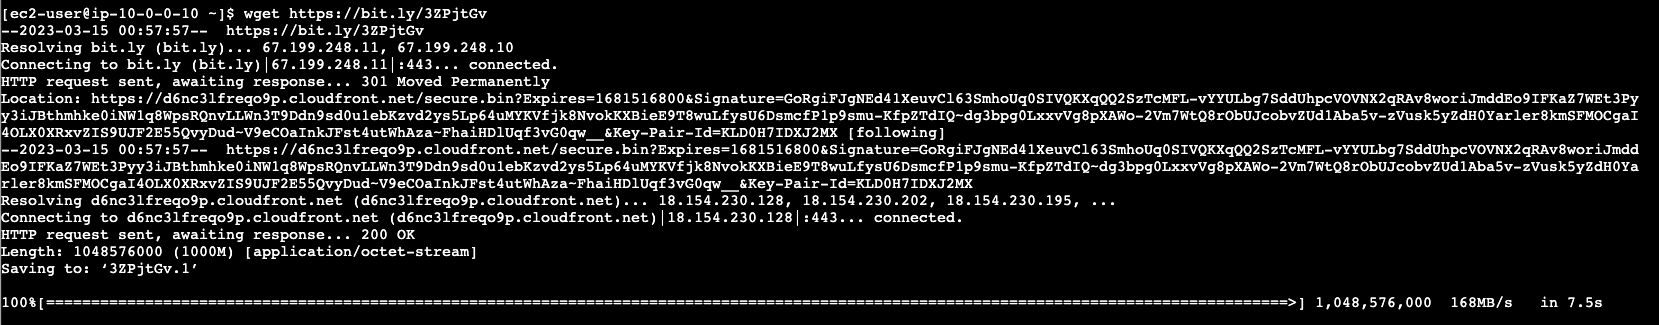 [ec2-user@ip-10-0-0-10 ~]$ wget https://bit.ly/3ZPjtGv
--2023-03-15 00:57:57--  https://bit.ly/3ZPjtGv
Resolving bit.ly (bit.ly)... 67.199.248.11, 67.199.248.10
Connecting to bit.ly (bit.ly)|67.199.248.11|:443... connected.
HTTP request sent, awaiting response... 301 Moved Permanently
Location: https://d6nc3lfreqo9p.cloudfront.net/secure.bin?Expires=1681516800&Signature=GoRgiFJgNEd41XeuvCl63SmhoUq0SIVQKXqQQ2SzTcMFL-vYYULbg7SddUhpcVOVNX2qRAv8woriJmddEo9IFKaZ7WEt3Py
y3iJBthmhke0iNW1q8WpsRQnvLLWn3T9Ddn9sd0u1ebKzvd2ys5Lp64uMYKVfjk8NvokKXBieE9T8wuLfysU6DsmcfP1p9smu-KfpZTdIQ~dg3bpg0LxxvVg8pXAWo-2Vm7WtQ8rObUJcobvZUd1Aba5v-zVusk5yZdH0Yarler8kmSFMOCgaI
4OLX0XRxvZIS9UJF2E55QvyDud~V9eCOaInkJFst4utWhAza~FhaiHDlUqf3vG0qw__&Key-Pair-Id=KLD0H7IDXJ2MX [following]
--2023-03-15 00:57:57--  https://d6nc3lfreqo9p.cloudfront.net/secure.bin?Expires=1681516800&Signature=GoRgiFJgNEd41XeuvCl63SmhoUq0SIVQKXqQQ2SzTcMFL-vYYULbg7SddUhpcVOVNX2qRAv8woriJmdd
Eo9IFKaZ7WEt3Pyy3iJBthmhke0iNW1q8WpsRQnvLLWn3T9Ddn9sd0u1ebKzvd2ys5Lp64uMYKVfjk8NvokKXBieE9T8wuLfysU6DsmcfP1p9smu-KfpZTdIQ~dg3bpg0LxxvVg8pXAWo-2Vm7WtQ8rObUJcobvZUd1Aba5v-zVusk5yZdH0Ya
rler8kmSFMOCgaI4OLX0XRxvZIS9UJF2E55QvyDud~V9eCOaInkJFst4utWhAza~FhaiHDlUqf3vG0qw__&Key-Pair-Id=KLD0H7IDXJ2MX
Resolving d6nc3lfreqo9p.cloudfront.net (d6nc3lfreqo9p.cloudfront.net)... 18.154.230.128, 18.154.230.202, 18.154.230.195, ...
Connecting to d6nc3lfreqo9p.cloudfront.net (d6nc3lfreqo9p.cloudfront.net)|18.154.230.128|:443... connected.
HTTP request sent, awaiting response... 200 OK
Length: 1048576000 (1000M) [application/octet-stream]
Saving to: ‘3ZPjtGv.1’
100%[==========================================================================================================================================>] 1,048,576,000  168MB/s   in 7.5s